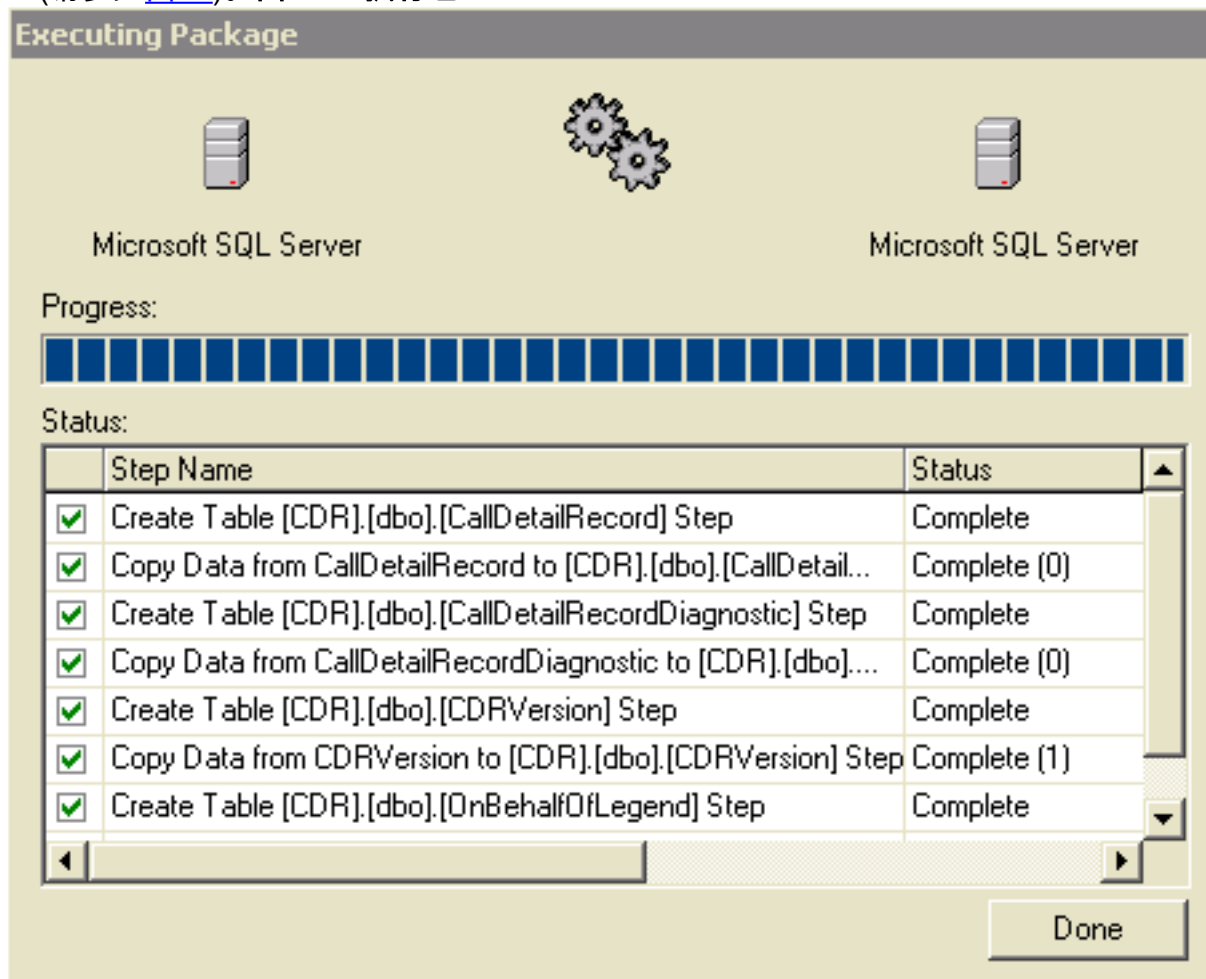 Executing Package
Microsoft SQL Server
Microsoft SQL Server
Progress:
Status:
Step Name Status
Create Table [CDR].[dbo].[CallDetailRecord] Step Complete
Copy Data from CallDetailRecord to [CDR].[dbo].[CallDetail... Complete (0)
Create Table [CDR].[dbo].[CallDetailRecordDiagnostic] Step Complete
Copy Data from CallDetailRecordDiagnostic to [CDR].[dbo].... Complete (0)
Create Table [CDR].[dbo].[CDRVersion] Step Complete
Copy Data from CDRVersion to [CDR].[dbo].[CDRVersion] Step Complete (1)
Create Table [CDR].[dbo].[OnBehalfOfLegend] Step Complete
Done